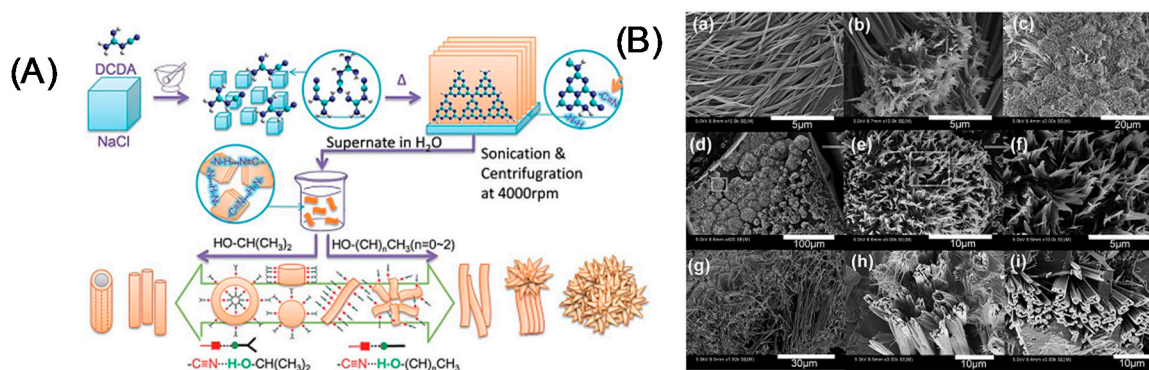 (A)
DCDA
NaCl
Δ
-C≡N
-N-H
Supernate in H₂O
Sonication &
Centrifugration
at 4000rpm
HO-CH(CH₃)₂
HO-(CH)ₙCH₃(n=0~2)
-C≡N···H-O-CH(CH₃)₂
-C≡N···H-O-(CH)ₙCH₃
(B)
(a)
5μm
(b)
5μm
(c)
20μm
(d)
100μm
(e)
10μm
(f)
5μm
(g)
30μm
(h)
10μm
(i)
10μm